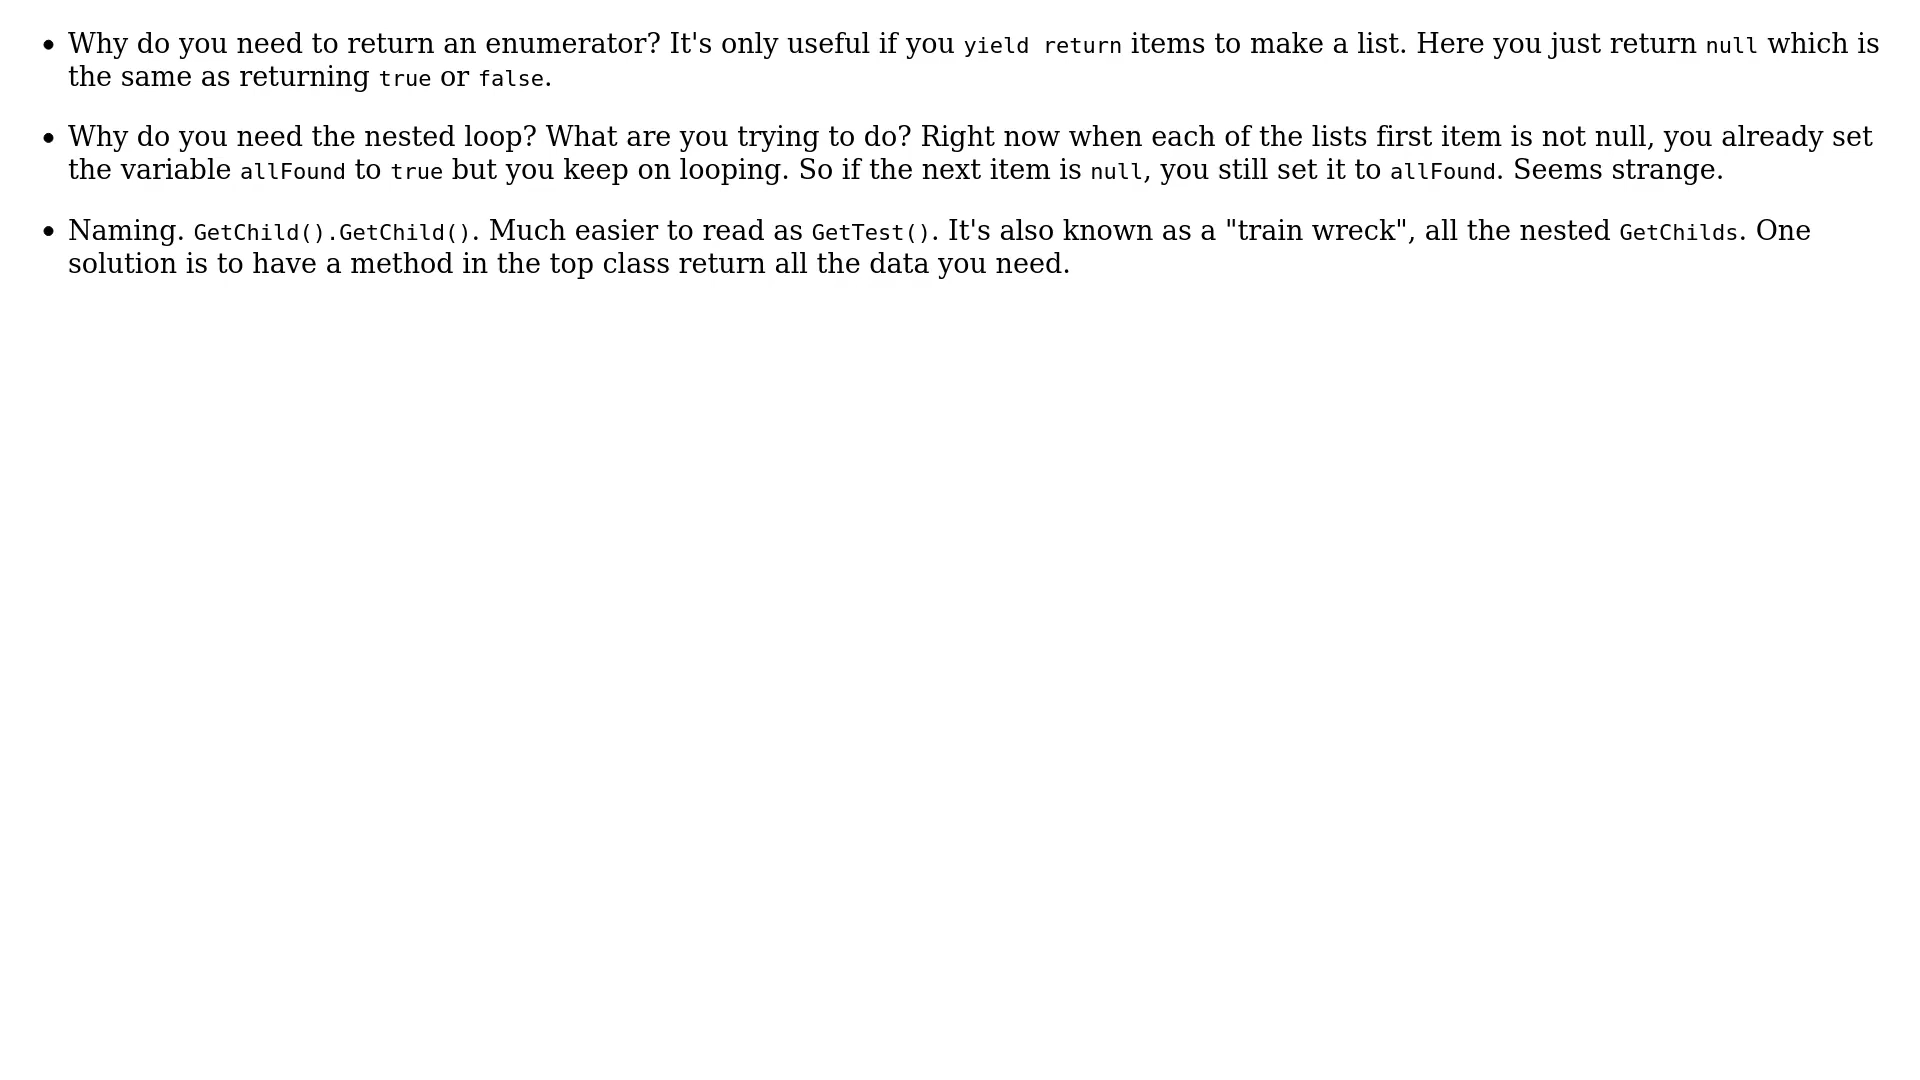 • Why do you need to return an enumerator? It's only useful if you yield return items to make a list. Here you just return null which is
the same as returning true or false.
• Why do you need the nested loop? What are you trying to do? Right now when each of the lists first item is not null, you already set
the variable allFound to true but you keep on looping. So if the next item is null, you still set it to allFound. Seems strange.
• Naming. GetChild().GetChild(). Much easier to read as GetTest(). It's also known as a "train wreck", all the nested GetChilds. One
solution is to have a method in the top class return all the data you need.